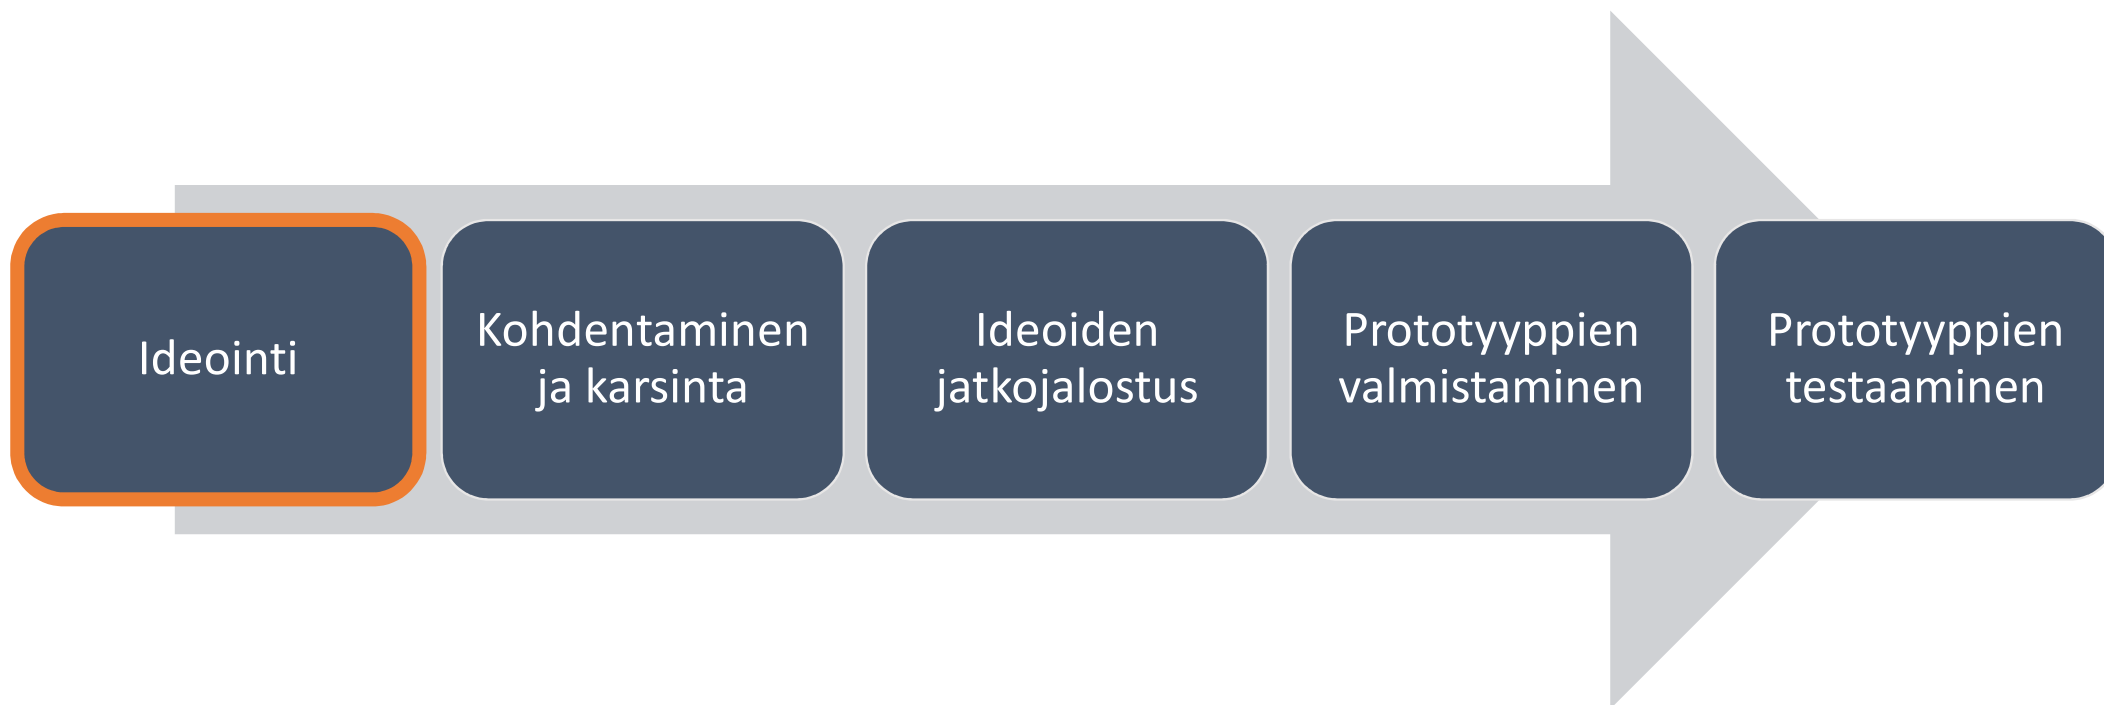 Ideointi
Kohdentaminen
ja karsinta
Ideoiden
jatkojalostus
Prototyyppien
valmistaminen
Prototyyppien
testaaminen